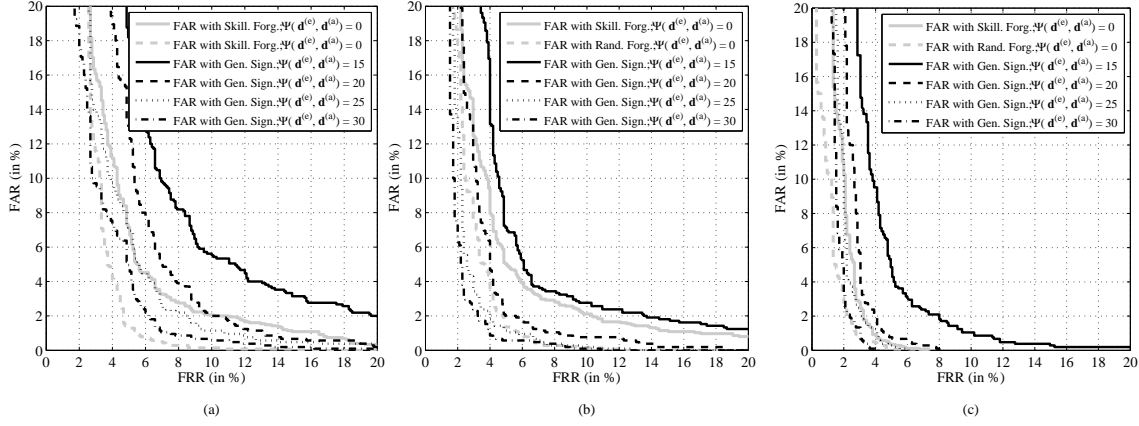 20
18
16
14
12
10
8
6
4
2
0
FAR (in %)
0 2 4 6 8 10 12 14 16 18 20
FRR (in %)
FAR with Skill. Forg.,Ψ( d(e), d(a)) = 0
FAR with Skill. Forg.,Ψ( d(e), d(a)) = 0
FAR with Gen. Sign.,Ψ( d(e), d(a)) = 15
FAR with Gen. Sign.,Ψ( d(e), d(a)) = 20
FAR with Gen. Sign.,Ψ( d(e), d(a)) = 25
FAR with Gen. Sign.,Ψ( d(e), d(a)) = 30
(a)
20
18
16
14
12
10
8
6
4
2
0
FAR (in %)
0 2 4 6 8 10 12 14 16 18 20
FRR (in %)
FAR with Skill. Forg.,Ψ( d(e), d(a)) = 0
FAR with Rand. Forg.,Ψ( d(e), d(a)) = 0
FAR with Gen. Sign.,Ψ( d(e), d(a)) = 15
FAR with Gen. Sign.,Ψ( d(e), d(a)) = 20
FAR with Gen. Sign.,Ψ( d(e), d(a)) = 25
FAR with Gen. Sign.,Ψ( d(e), d(a)) = 30
(b)
20
18
16
14
12
10
8
6
4
2
0
FAR (in %)
0 2 4 6 8 10 12 14 16 18 20
FRR (in %)
FAR with Skill. Forg.,Ψ( d(e), d(a)) = 0
FAR with Rand. Forg.,Ψ( d(e), d(a)) = 0
FAR with Gen. Sign.,Ψ( d(e), d(a)) = 15
FAR with Gen. Sign.,Ψ( d(e), d(a)) = 20
FAR with Gen. Sign.,Ψ( d(e), d(a)) = 25
FAR with Gen. Sign.,Ψ( d(e), d(a)) = 30
(c)